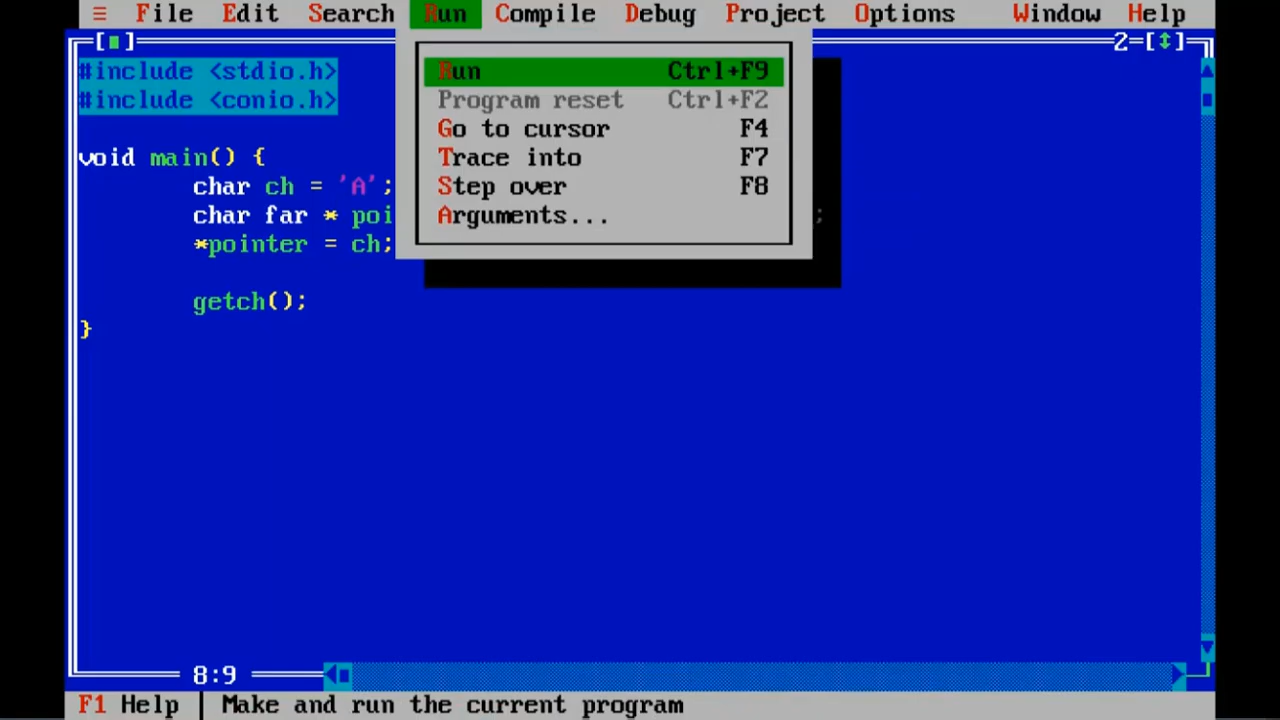 ≡ File Edit Search Run Compile Debug Project Options Window Help
[■] 2=[↕]
#include <stdio.h>
#include <conio.h>
Run Ctrl+F9
Program reset Ctrl+F2
Go to cursor F4
Trace into F7
Step over F8
Arguments...
void main() {
char ch = 'A';
char far * poi ;
*pointer = ch;
getch();
}
8:9
F1 Help │ Make and run the current program